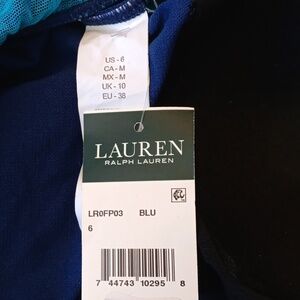 US - 6
CA - M
MX - M
UK - 10
EU - 38
LAUREN
RALPH LAUREN
LR0FP03 BLU
6
7 44743 10295 8